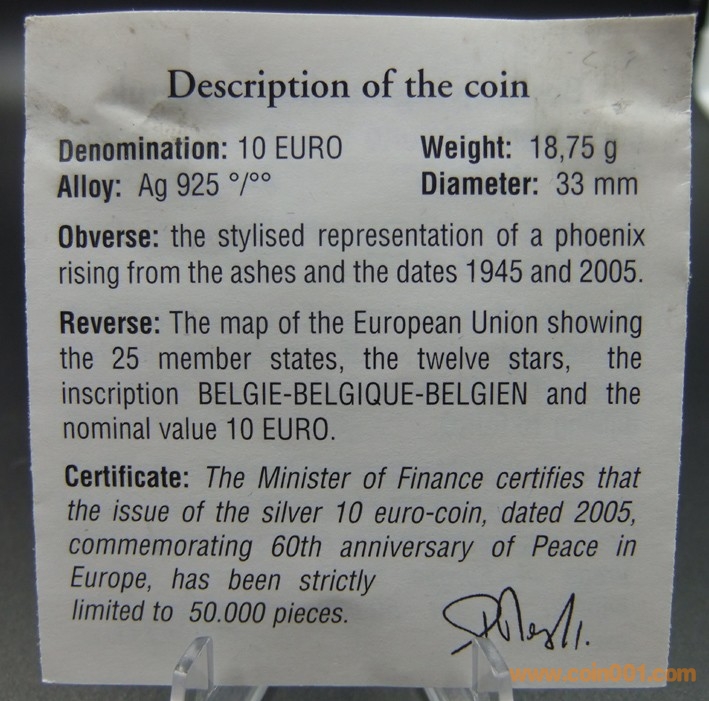 Description of the coin
Denomination: 10 EURO Weight: 18,75 g
Alloy: Ag 925 °/°° Diameter: 33 mm
Obverse: the stylised representation of a phoenix
rising from the ashes and the dates 1945 and 2005.
Reverse: The map of the European Union showing
the 25 member states, the twelve stars, the
inscription BELGIE-BELGIQUE-BELGIEN and the
nominal value 10 EURO.
Certificate: The Minister of Finance certifies that
the issue of the silver 10 euro-coin, dated 2005,
commemorating 60th anniversary of Peace in
Europe, has been strictly
limited to 50.000 pieces.
www.coin001.com